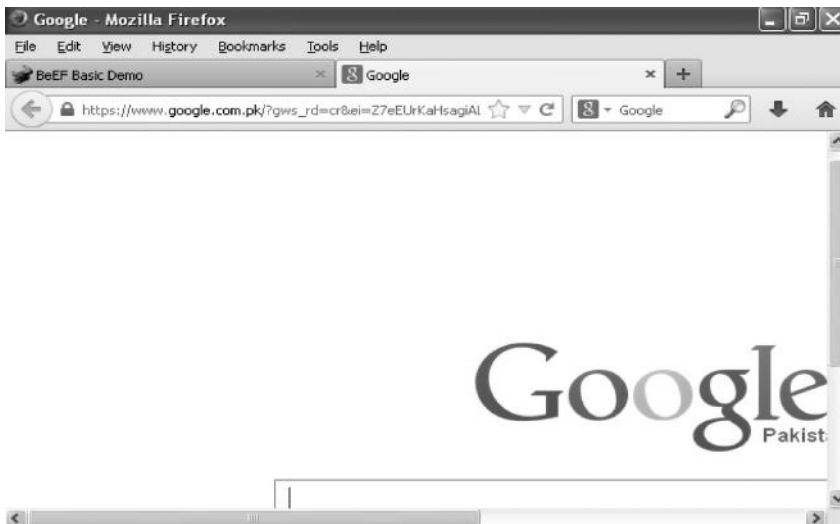 Google - Mozilla Firefox
File Edit View History Bookmarks Tools Help
BeEF Basic Demo Google
https://www.google.com.pk/?gws_rd=cr&ei=Z7eEUrKaHsagiAL Google
Google
Pakist